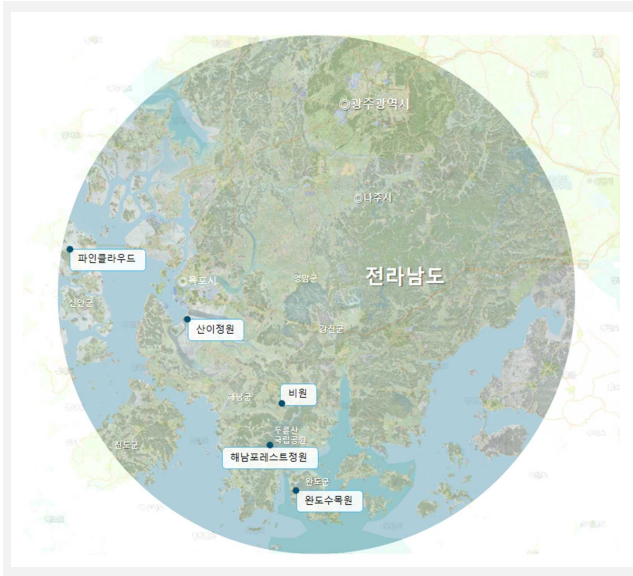 ◎광주광역시
◎나주시
전라남도
파인클라우드
◎목포시
영암군
신안군
산이정원
강진군
비원
해남군
두륜산
국립공원
진도군
해남포레스트정원
완도군
완도수목원